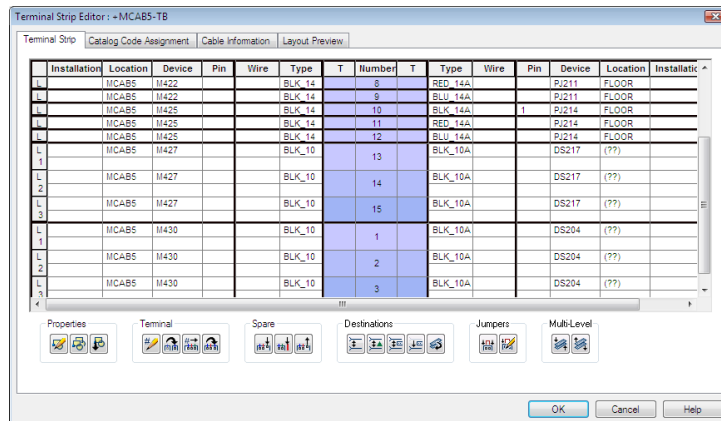 Terminal Strip Editor : +MCAB5-TB
Terminal Strip Catalog Code Assignment Cable Information Layout Preview
Installation Location Device Pin Wire Type T Number T Type Wire Pin Device Location Installatic
L MCAB5 M422 BLK_14 8 RED_14A PJ211 FLOOR
L MCAB5 M422 BLK_14 9 BLU_14A PJ211 FLOOR
L MCAB5 M425 BLK_14 10 BLK_14A 1 PJ214 FLOOR
L MCAB5 M425 BLK_14 11 RED_14A PJ214 FLOOR
L MCAB5 M425 BLK_14 12 BLU_14A PJ214 FLOOR
L 1 MCAB5 M427 BLK_10 13 BLK_10A DS217 (??)
L 2 MCAB5 M427 BLK_10 14 BLK_10A DS217 (??)
L 3 MCAB5 M427 BLK_10 15 BLK_10A DS217 (??)
L 1 MCAB5 M430 BLK_10 1 BLK_10A DS204 (??)
L 2 MCAB5 M430 BLK_10 2 BLK_10A DS204 (??)
L 3 MCAB5 M430 BLK_10 3 BLK_10A DS204 (??)
Properties Terminal Spare Destinations Jumpers Multi-Level
OK Cancel Help